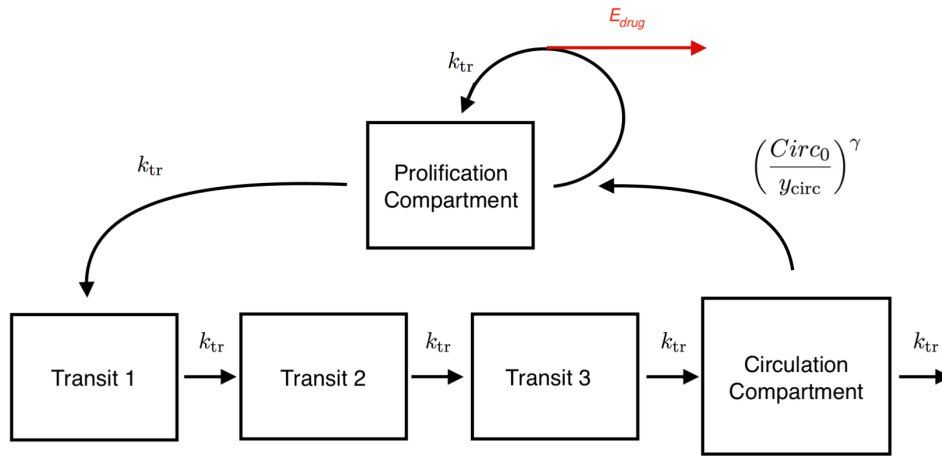 E_drug
k_tr
Prolification
Compartment
(Circ_0 / y_circ)^γ
k_tr
Transit 1
k_tr
Transit 2
k_tr
Transit 3
k_tr
Circulation
Compartment
k_tr